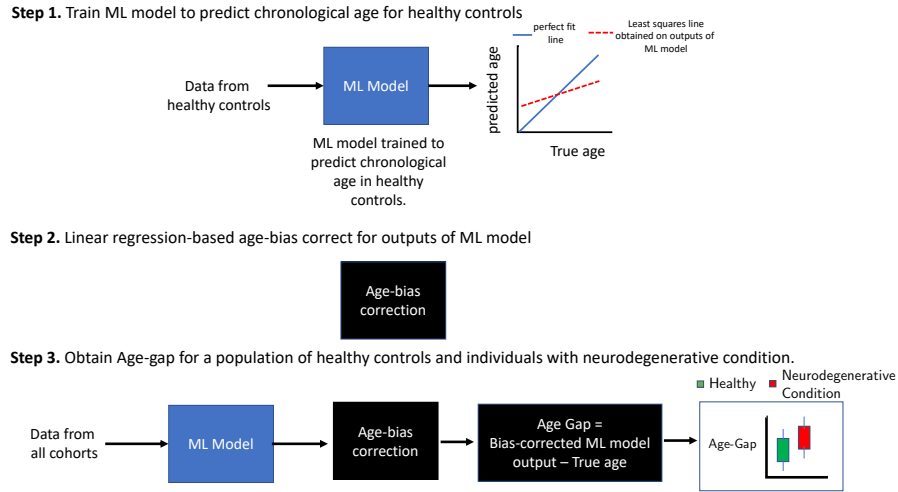 Step 1. Train ML model to predict chronological age for healthy controls
perfect fit
line
Least squares line
obtained on outputs of
ML model
Data from
healthy controls
ML Model
predicted age
True age
ML model trained to
predict chronological
age in healthy
controls.
Step 2. Linear regression-based age-bias correct for outputs of ML model
Age-bias
correction
Step 3. Obtain Age-gap for a population of healthy controls and individuals with neurodegenerative condition.
Healthy
Neurodegenerative
Condition
Data from
all cohorts
ML Model
Age-bias
correction
Age Gap =
Bias-corrected ML model
output – True age
Age-Gap